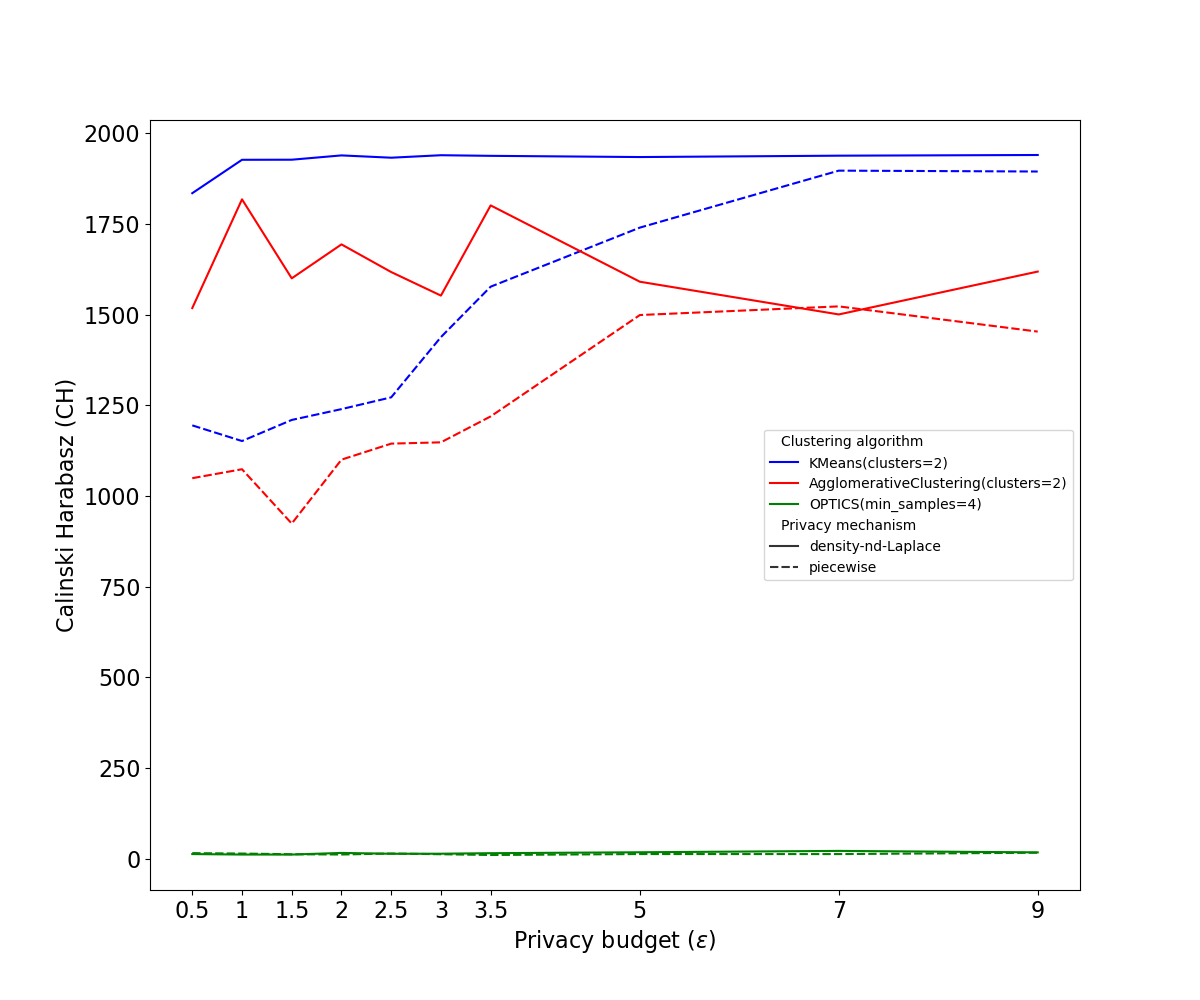 2000
1750
1500
1250
1000
750
500
250
0
Calinski Harabasz (CH)
Clustering algorithm
KMeans(clusters=2)
AgglomerativeClustering(clusters=2)
OPTICS(min_samples=4)
Privacy mechanism
density-nd-Laplace
piecewise
0.5 1 1.5 2 2.5 3 3.5 5 7 9
Privacy budget (ε)